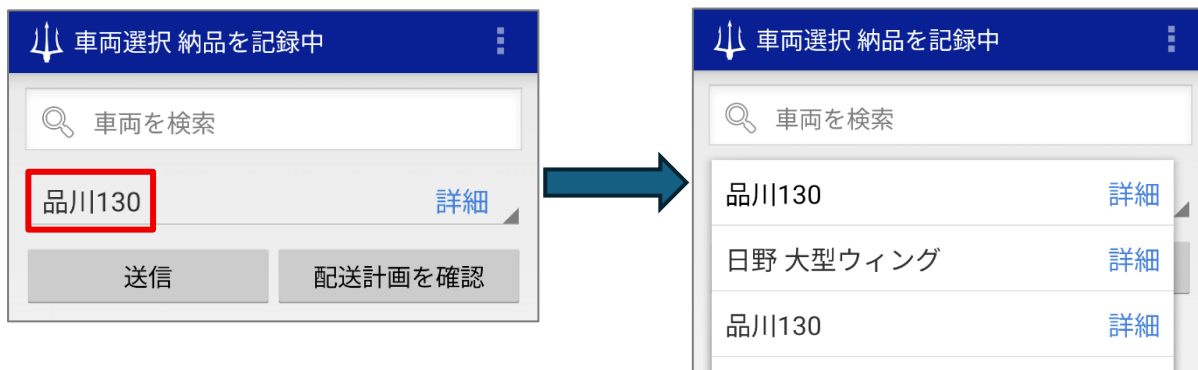 車両選択 納品を記録中
車両を検索
品川130 詳細
送信 配送計画を確認
車両選択 納品を記録中
車両を検索
品川130 詳細
日野 大型ウィング 詳細
品川130 詳細